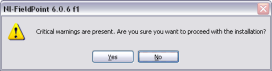 NI-FieldPoint 6.0.6 f1
Critical warnings are present. Are you sure you want to proceed with the installation?
Yes
No